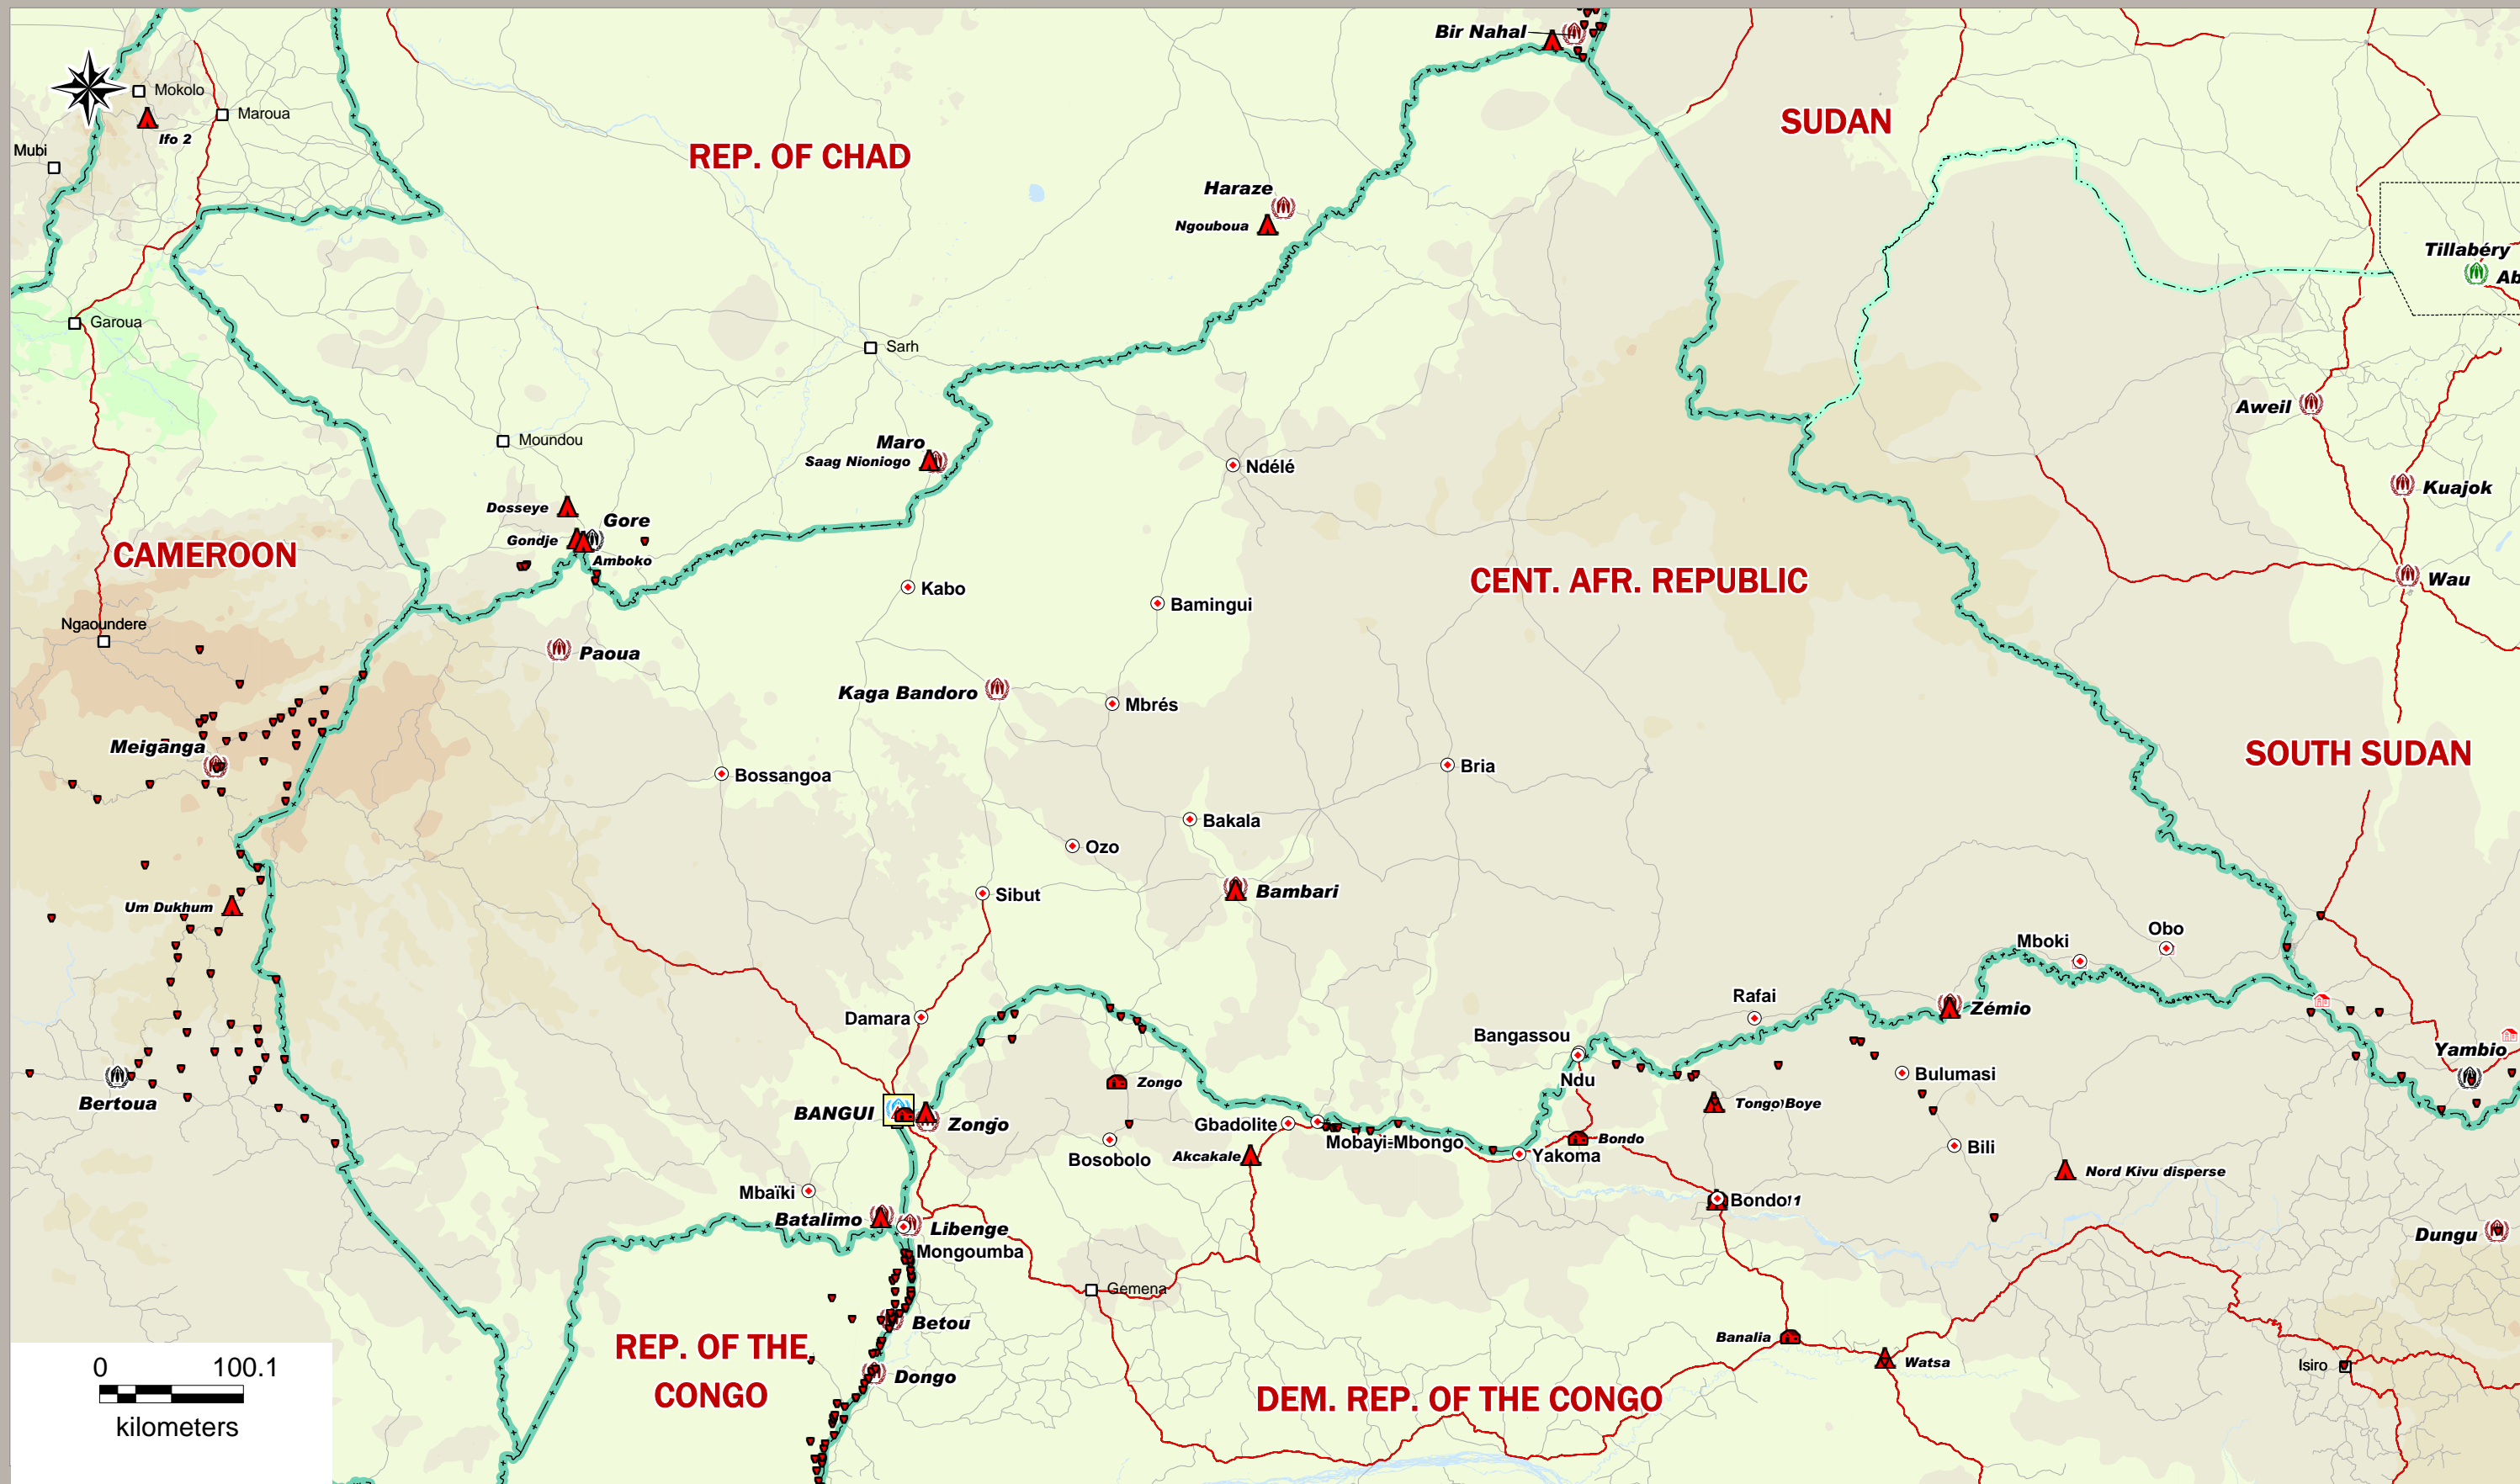 Bir Nahal
Mokolo
Maroua
Ifo 2
Mubi
REP. OF CHAD
SUDAN
Haraze
Ngouboua
Tillabéry
Ab
Garoua
Sarh
Aweil
Moundou
Maro
Saag Nioniogo
Ndélé
Kuajok
Dosseye
Gore
Gondje
Amboko
CAMEROON
CENT. AFR. REPUBLIC
Wau
Kabo
Bamingui
Ngaoundere
Paoua
Kaga Bandoro
Mbrés
Meiganga
SOUTH SUDAN
Bossangoa
Bria
Bakala
Ozo
Sibut
Bambari
Um Dukhum
Obo
Mboki
Rafai
Zémio
Damara
Bangassou
Yambio
Ndu
Bulumasi
Zongo
Bertoua
BANGUI
Zongo
Tongo Boye
Gbadolite
Mobayi-Mbongo
Bondo
Bosobolo
Akcakale
Yakoma
Bili
Nord Kivu disperse
Mbaïki
Bondo 11
Batalimo
Libenge
Mongoumba
Dungu
Gemena
Betou
REP. OF THE
CONGO
Banalia
Watsa
Isiro
Dongo
DEM. REP. OF THE CONGO
0 100.1
kilometers